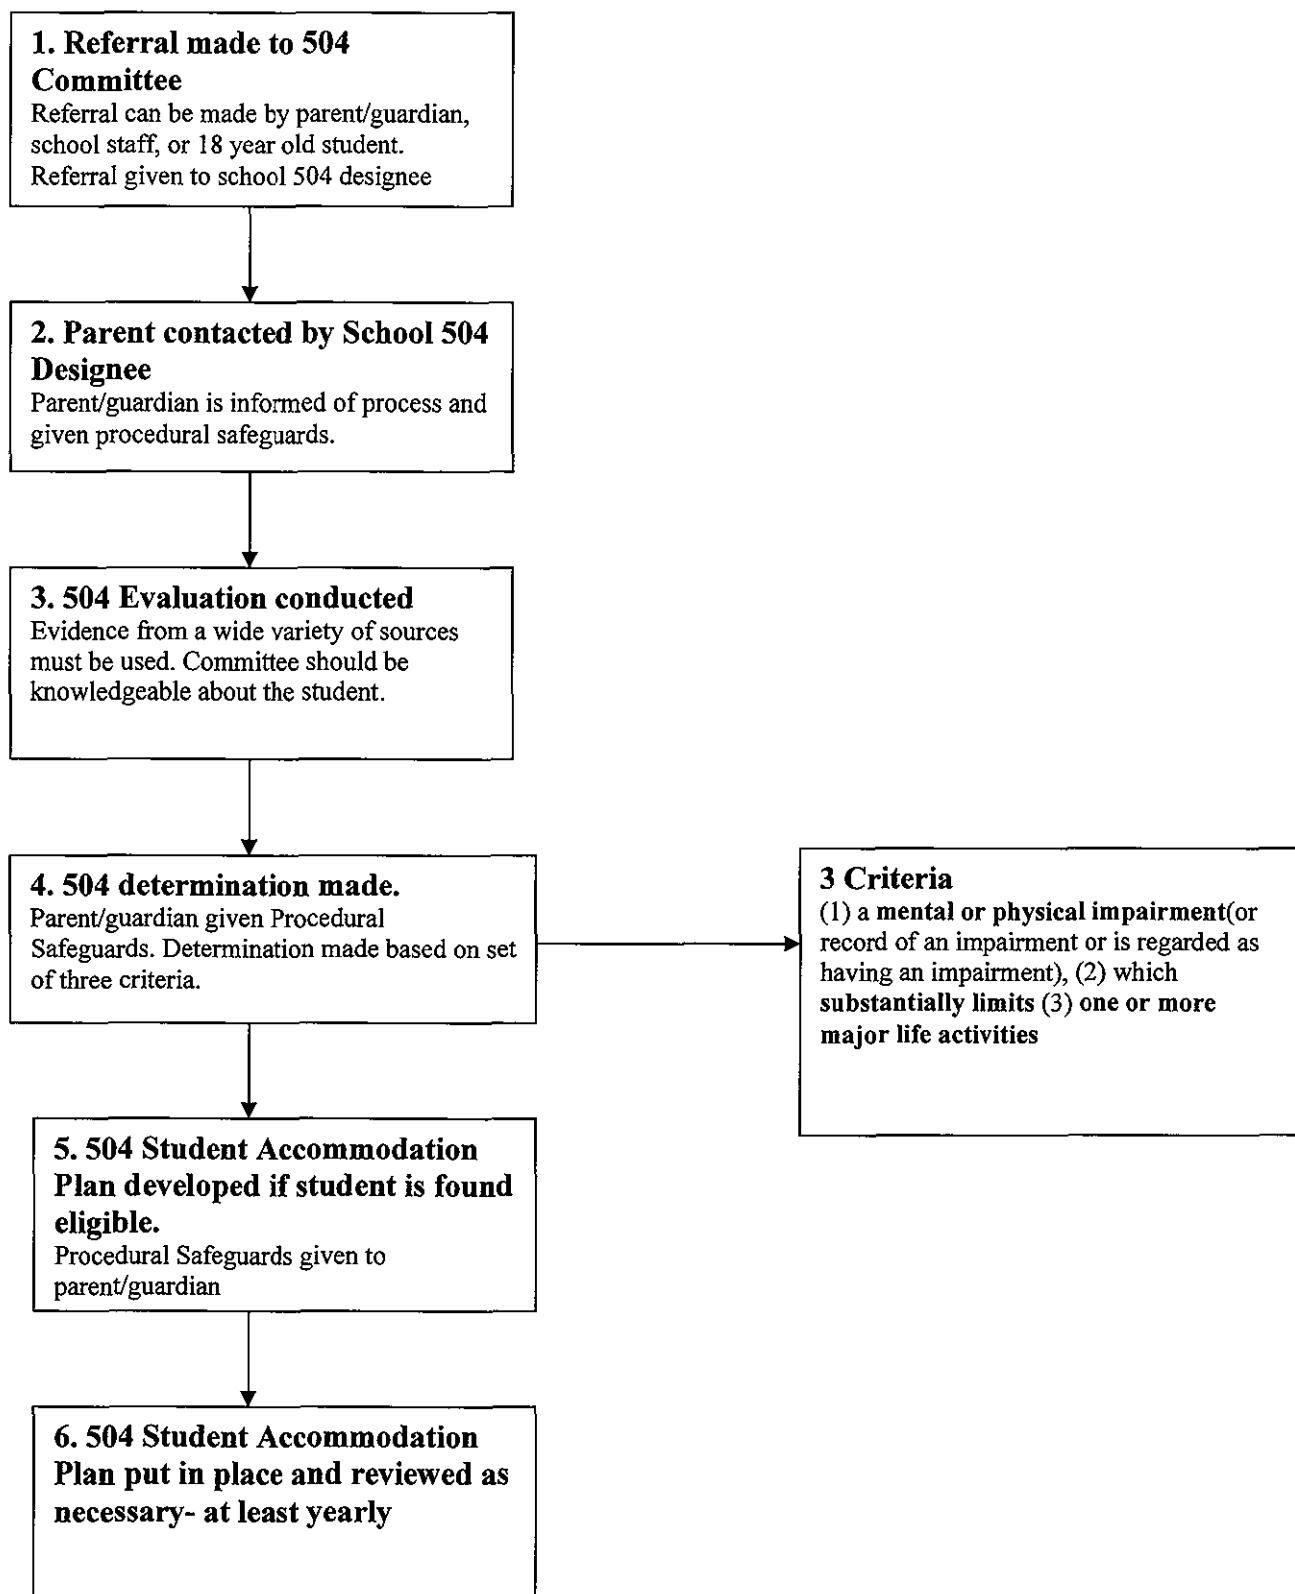 1. Referral made to 504
Committee
Referral can be made by parent/guardian,
school staff, or 18 year old student.
Referral given to school 504 designee
2. Parent contacted by School 504
Designee
Parent/guardian is informed of process and
given procedural safeguards.
3. 504 Evaluation conducted
Evidence from a wide variety of sources
must be used. Committee should be
knowledgeable about the student.
4. 504 determination made.
Parent/guardian given Procedural
Safeguards. Determination made based on set
of three criteria.
3 Criteria
(1) a mental or physical impairment(or
record of an impairment or is regarded as
having an impairment), (2) which
substantially limits (3) one or more
major life activities
5. 504 Student Accommodation
Plan developed if student is found
eligible.
Procedural Safeguards given to
parent/guardian
6. 504 Student Accommodation
Plan put in place and reviewed as
necessary- at least yearly